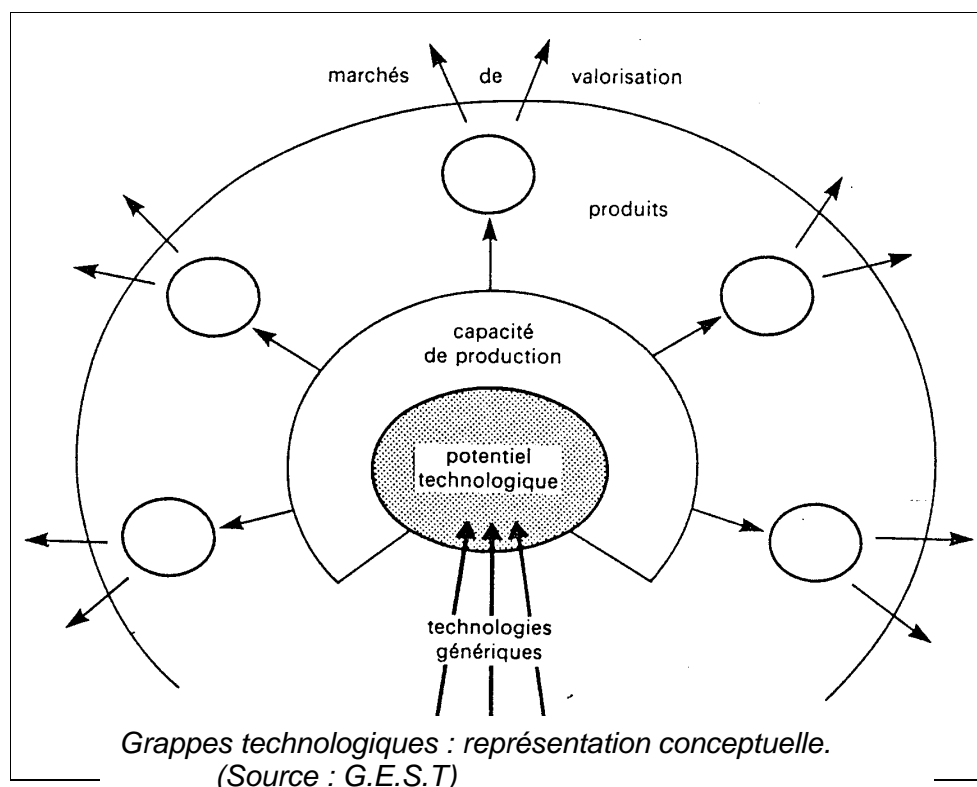 marchés de valorisation
produits
capacité
de production
potentiel
technologique
technologies
génériques
Grappes technologiques : représentation conceptuelle.
(Source : G.E.S.T)